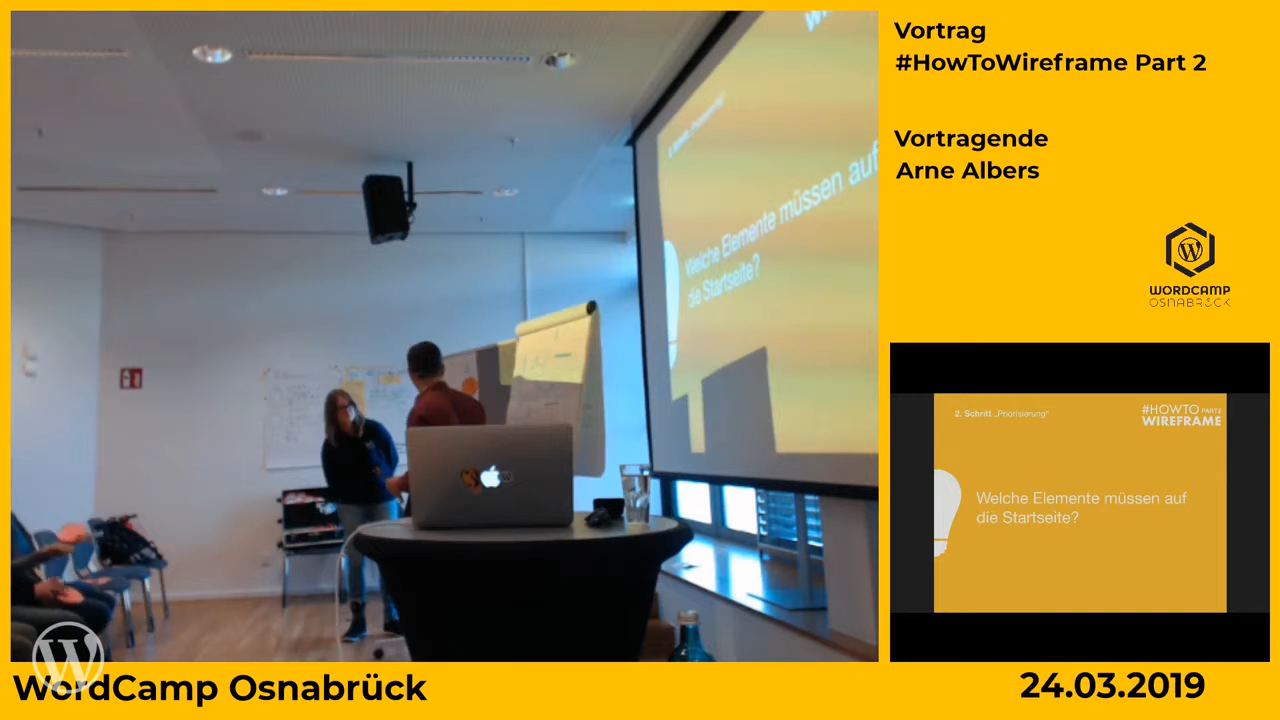 Vortrag
#HowToWireframe Part 2
Vortragende
Arne Albers
WORDCAMP
OSNABRÜCK
Welche Elemente müssen auf
die Startseite?
2. Schritt „Priorisierung“
#HOWTO PART2
WIREFRAME
Welche Elemente müssen auf
die Startseite?
WordCamp Osnabrück
24.03.2019